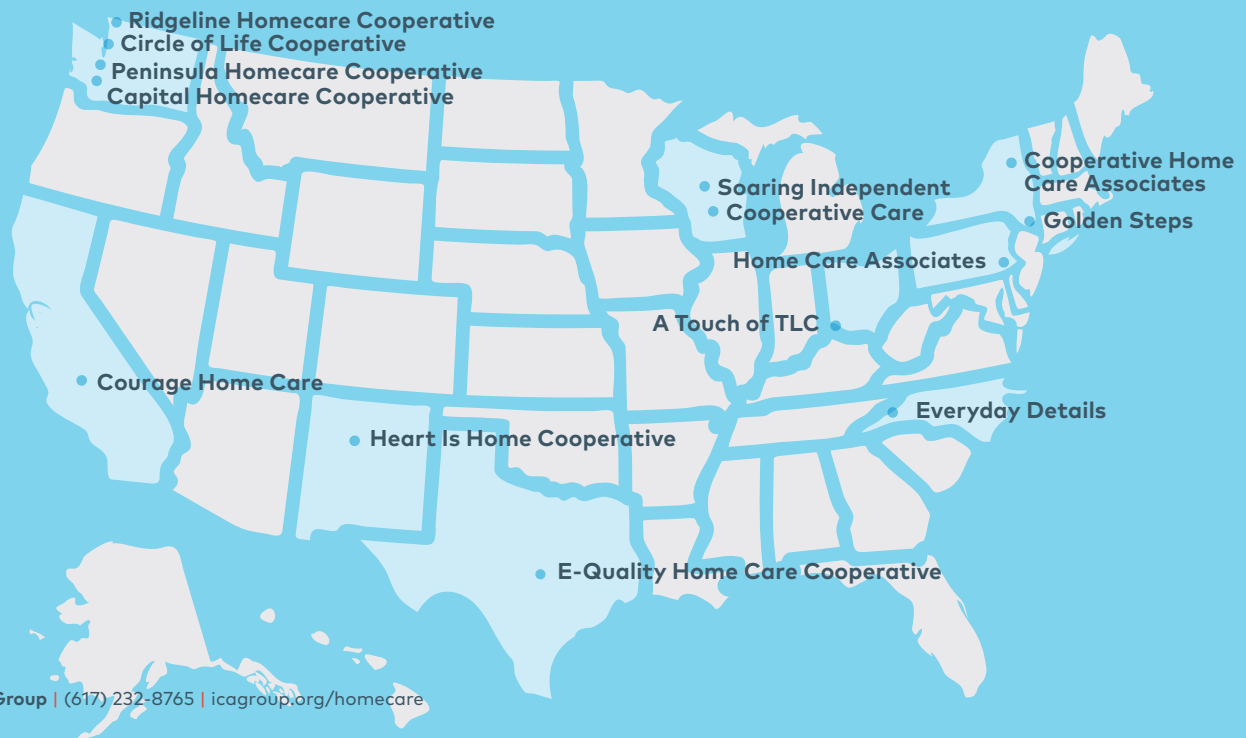 Ridgeline Homecare Cooperative
Circle of Life Cooperative
Peninsula Homecare Cooperative
Capital Homecare Cooperative
Cooperative Home
Care Associates
Soaring Independent
Cooperative Care
Golden Steps
Home Care Associates
A Touch of TLC
Courage Home Care
Everyday Details
Heart Is Home Cooperative
E-Quality Home Care Cooperative
Group | (617) 232-8765 | icagroup.org/homecare